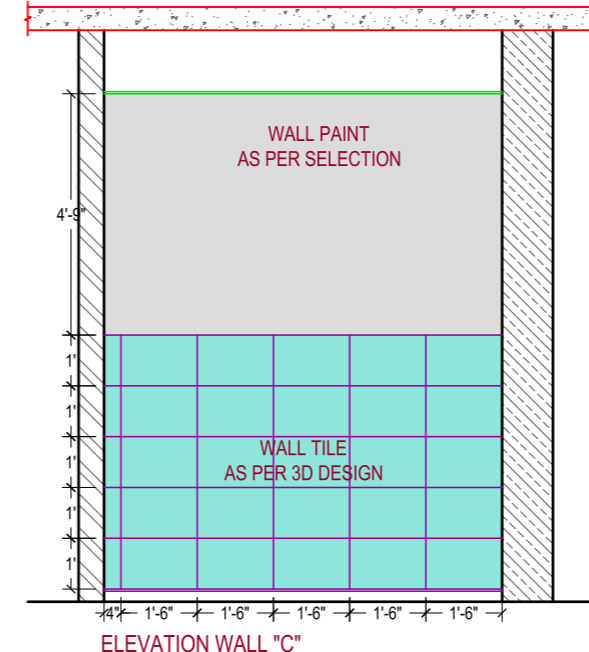 WALL PAINT
AS PER SELECTION
4'-9"
1'
1'
1'
WALL TILE
AS PER 3D DESIGN
1'
1'
4" 1'-6" 1'-6" 1'-6" 1'-6" 1'-6"
ELEVATION WALL "C"